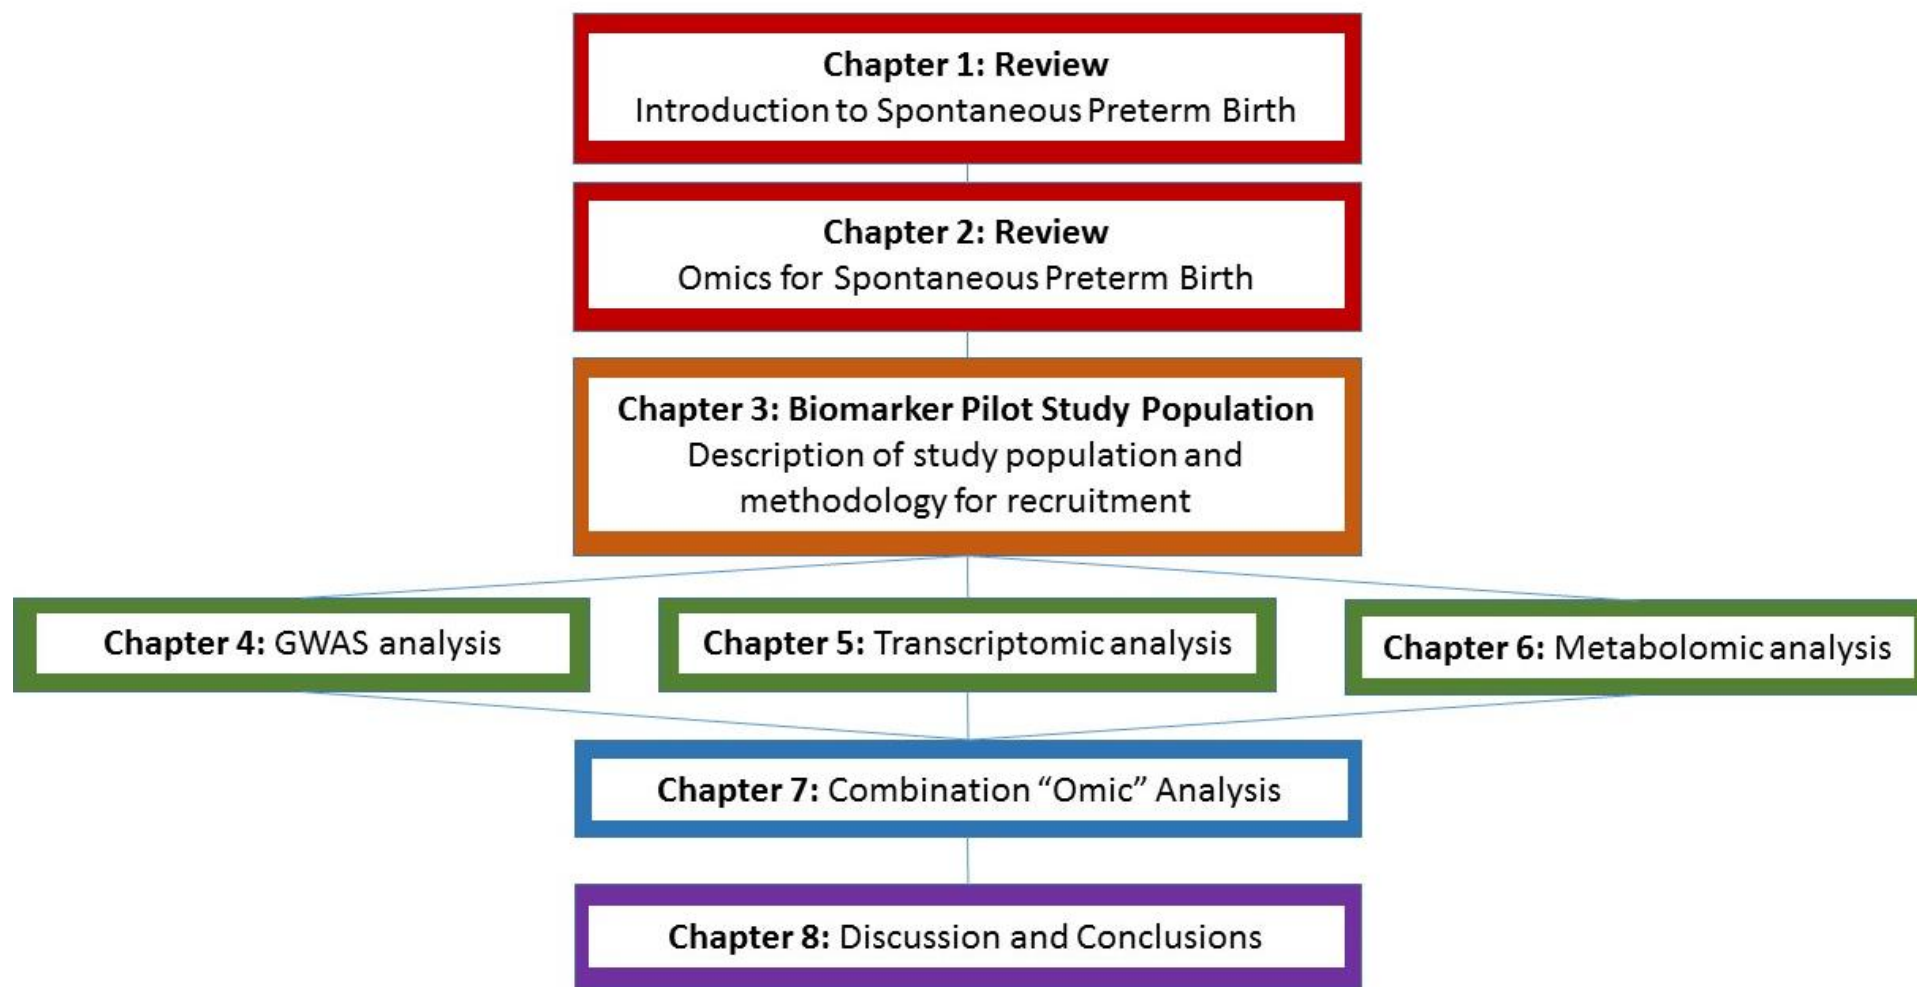 Chapter 1: Review
Introduction to Spontaneous Preterm Birth
Chapter 2: Review
Omics for Spontaneous Preterm Birth
Chapter 3: Biomarker Pilot Study Population
Description of study population and
methodology for recruitment
Chapter 4: GWAS analysis
Chapter 5: Transcriptomic analysis
Chapter 6: Metabolomic analysis
Chapter 7: Combination “Omic” Analysis
Chapter 8: Discussion and Conclusions